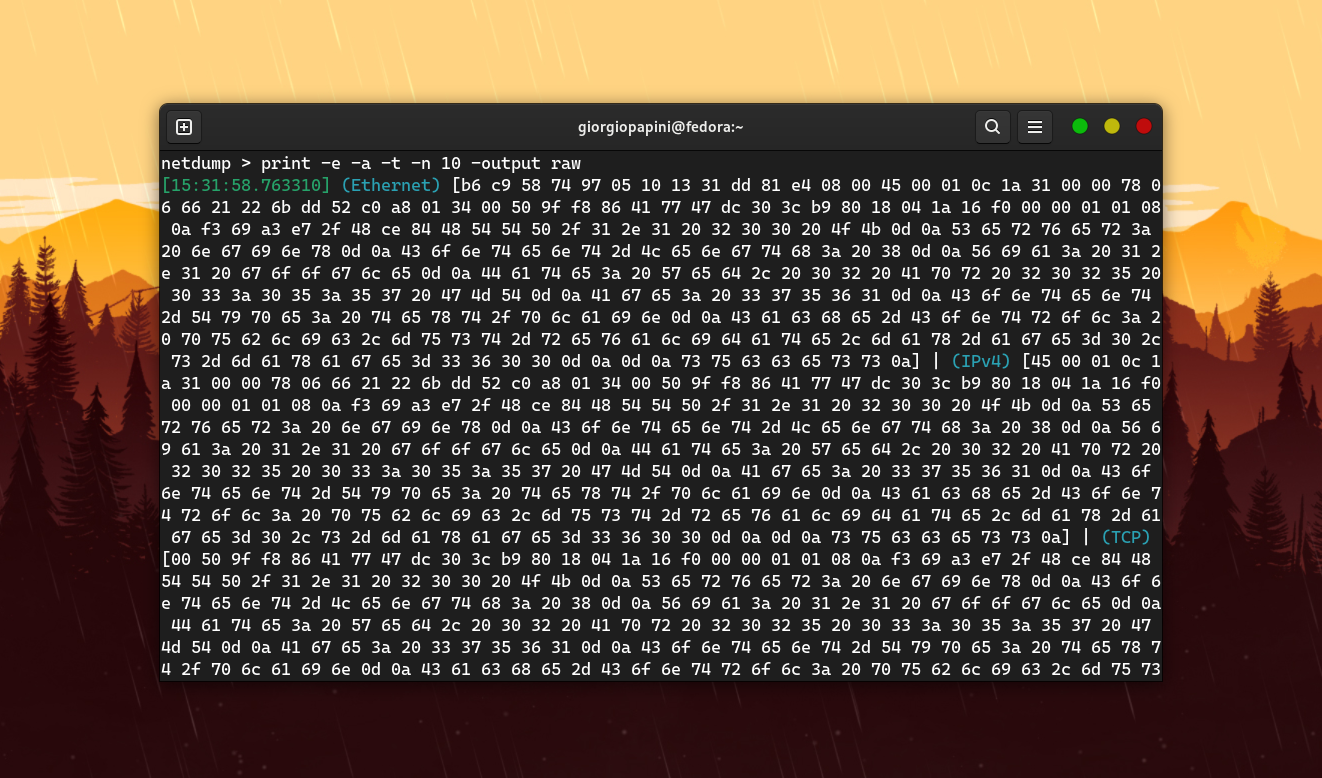 giorgiopapini@fedora:~
netdump > print -e -a -t -n 10 -output raw
[15:31:58.763310] (Ethernet) [b6 c9 58 74 97 05 10 13 31 dd 81 e4 08 00 45 00 01 0c 1a 31 00 00 78 0
6 66 21 22 6b dd 52 c0 a8 01 34 00 50 9f f8 86 41 77 47 dc 30 3c b9 80 18 04 1a 16 f0 00 00 01 01 08
0a f3 69 a3 e7 2f 48 ce 84 48 54 54 50 2f 31 2e 31 20 32 30 30 20 4f 4b 0d 0a 53 65 72 76 65 72 3a
20 6e 67 69 6e 78 0d 0a 43 6f 6e 74 65 6e 74 2d 4c 65 6e 67 74 68 3a 20 38 0d 0a 56 69 61 3a 20 31 2
e 31 20 67 6f 6f 67 6c 65 0d 0a 44 61 74 65 3a 20 57 65 64 2c 20 30 32 20 41 70 72 20 32 30 32 35 20
30 33 3a 30 35 3a 35 37 20 47 4d 54 0d 0a 41 67 65 3a 20 33 37 35 36 31 0d 0a 43 6f 6e 74 65 6e 74
2d 54 79 70 65 3a 20 74 65 78 74 2f 70 6c 61 69 6e 0d 0a 43 61 63 68 65 2d 43 6f 6e 74 72 6f 6c 3a 2
0 70 75 62 6c 69 63 2c 6d 75 73 74 2d 72 65 76 61 6c 69 64 61 74 65 2c 6d 61 78 2d 61 67 65 3d 30 2c
73 2d 6d 61 78 61 67 65 3d 33 36 30 30 0d 0a 0d 0a 73 75 63 63 65 73 73 0a] | (IPv4) [45 00 01 0c 1
a 31 00 00 78 06 66 21 22 6b dd 52 c0 a8 01 34 00 50 9f f8 86 41 77 47 dc 30 3c b9 80 18 04 1a 16 f0
00 00 01 01 08 0a f3 69 a3 e7 2f 48 ce 84 48 54 54 50 2f 31 2e 31 20 32 30 30 20 4f 4b 0d 0a 53 65
72 76 65 72 3a 20 6e 67 69 6e 78 0d 0a 43 6f 6e 74 65 6e 74 2d 4c 65 6e 67 74 68 3a 20 38 0d 0a 56 6
9 61 3a 20 31 2e 31 20 67 6f 6f 67 6c 65 0d 0a 44 61 74 65 3a 20 57 65 64 2c 20 30 32 20 41 70 72 20
32 30 32 35 20 30 33 3a 30 35 3a 35 37 20 47 4d 54 0d 0a 41 67 65 3a 20 33 37 35 36 31 0d 0a 43 6f
6e 74 65 6e 74 2d 54 79 70 65 3a 20 74 65 78 74 2f 70 6c 61 69 6e 0d 0a 43 61 63 68 65 2d 43 6f 6e 7
4 72 6f 6c 3a 20 70 75 62 6c 69 63 2c 6d 75 73 74 2d 72 65 76 61 6c 69 64 61 74 65 2c 6d 61 78 2d 61
67 65 3d 30 2c 73 2d 6d 61 78 61 67 65 3d 33 36 30 30 0d 0a 0d 0a 73 75 63 63 65 73 73 0a] | (TCP)
[00 50 9f f8 86 41 77 47 dc 30 3c b9 80 18 04 1a 16 f0 00 00 01 01 08 0a f3 69 a3 e7 2f 48 ce 84 48
54 54 50 2f 31 2e 31 20 32 30 30 20 4f 4b 0d 0a 53 65 72 76 65 72 3a 20 6e 67 69 6e 78 0d 0a 43 6f 6
e 74 65 6e 74 2d 4c 65 6e 67 74 68 3a 20 38 0d 0a 56 69 61 3a 20 31 2e 31 20 67 6f 6f 67 6c 65 0d 0a
44 61 74 65 3a 20 57 65 64 2c 20 30 32 20 41 70 72 20 32 30 32 35 20 30 33 3a 30 35 3a 35 37 20 47
4d 54 0d 0a 41 67 65 3a 20 33 37 35 36 31 0d 0a 43 6f 6e 74 65 6e 74 2d 54 79 70 65 3a 20 74 65 78 7
4 2f 70 6c 61 69 6e 0d 0a 43 61 63 68 65 2d 43 6f 6e 74 72 6f 6c 3a 20 70 75 62 6c 69 63 2c 6d 75 73